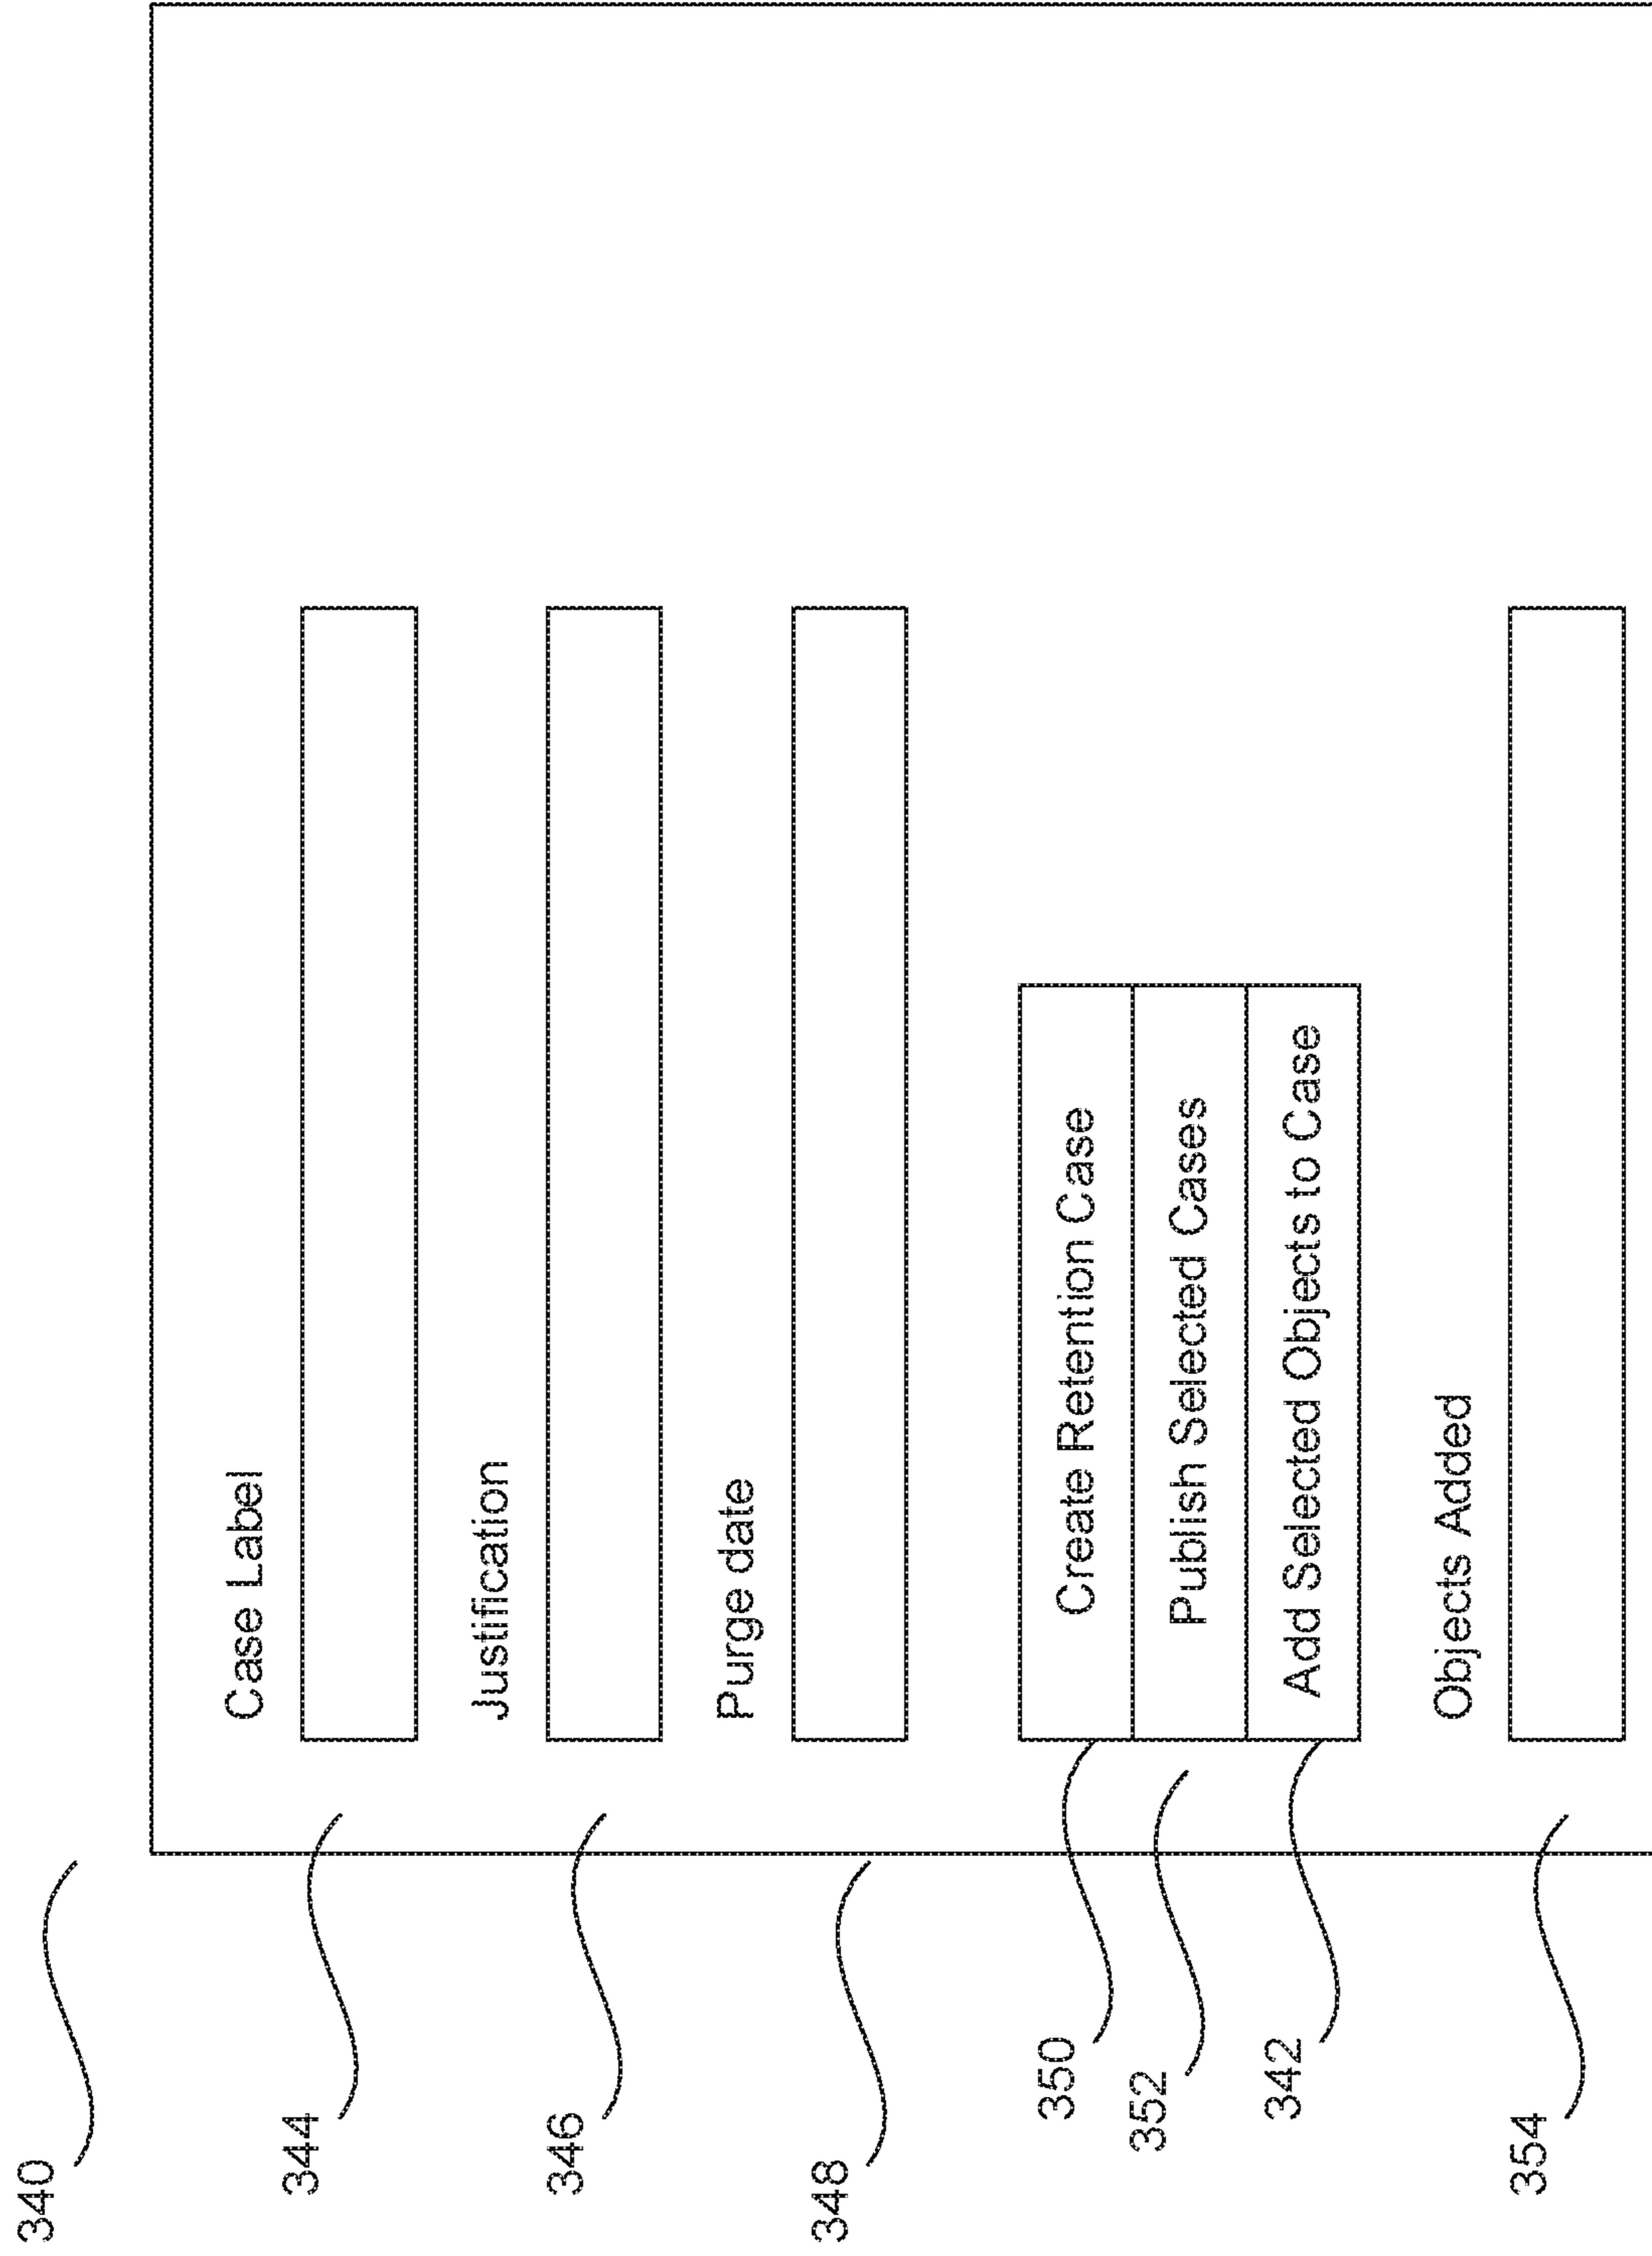 340
Case Label
344
Justification
346
Purge date
348
Create Retention Case
350
Publish Selected Cases
352
Add Selected Objects to Case
342
Objects Added
354